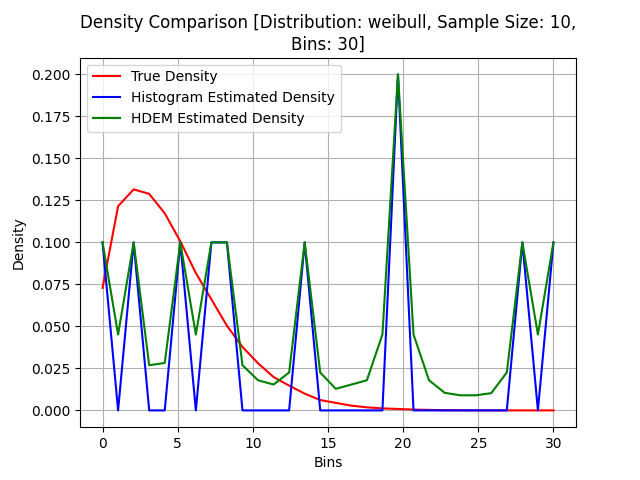 Density Comparison [Distribution: weibull, Sample Size: 10,
Bins: 30]
True Density
Histogram Estimated Density
HDEM Estimated Density
0.200
0.175
0.150
0.125
0.100
0.075
0.050
0.025
0.000
Density
0 5 10 15 20 25 30
Bins